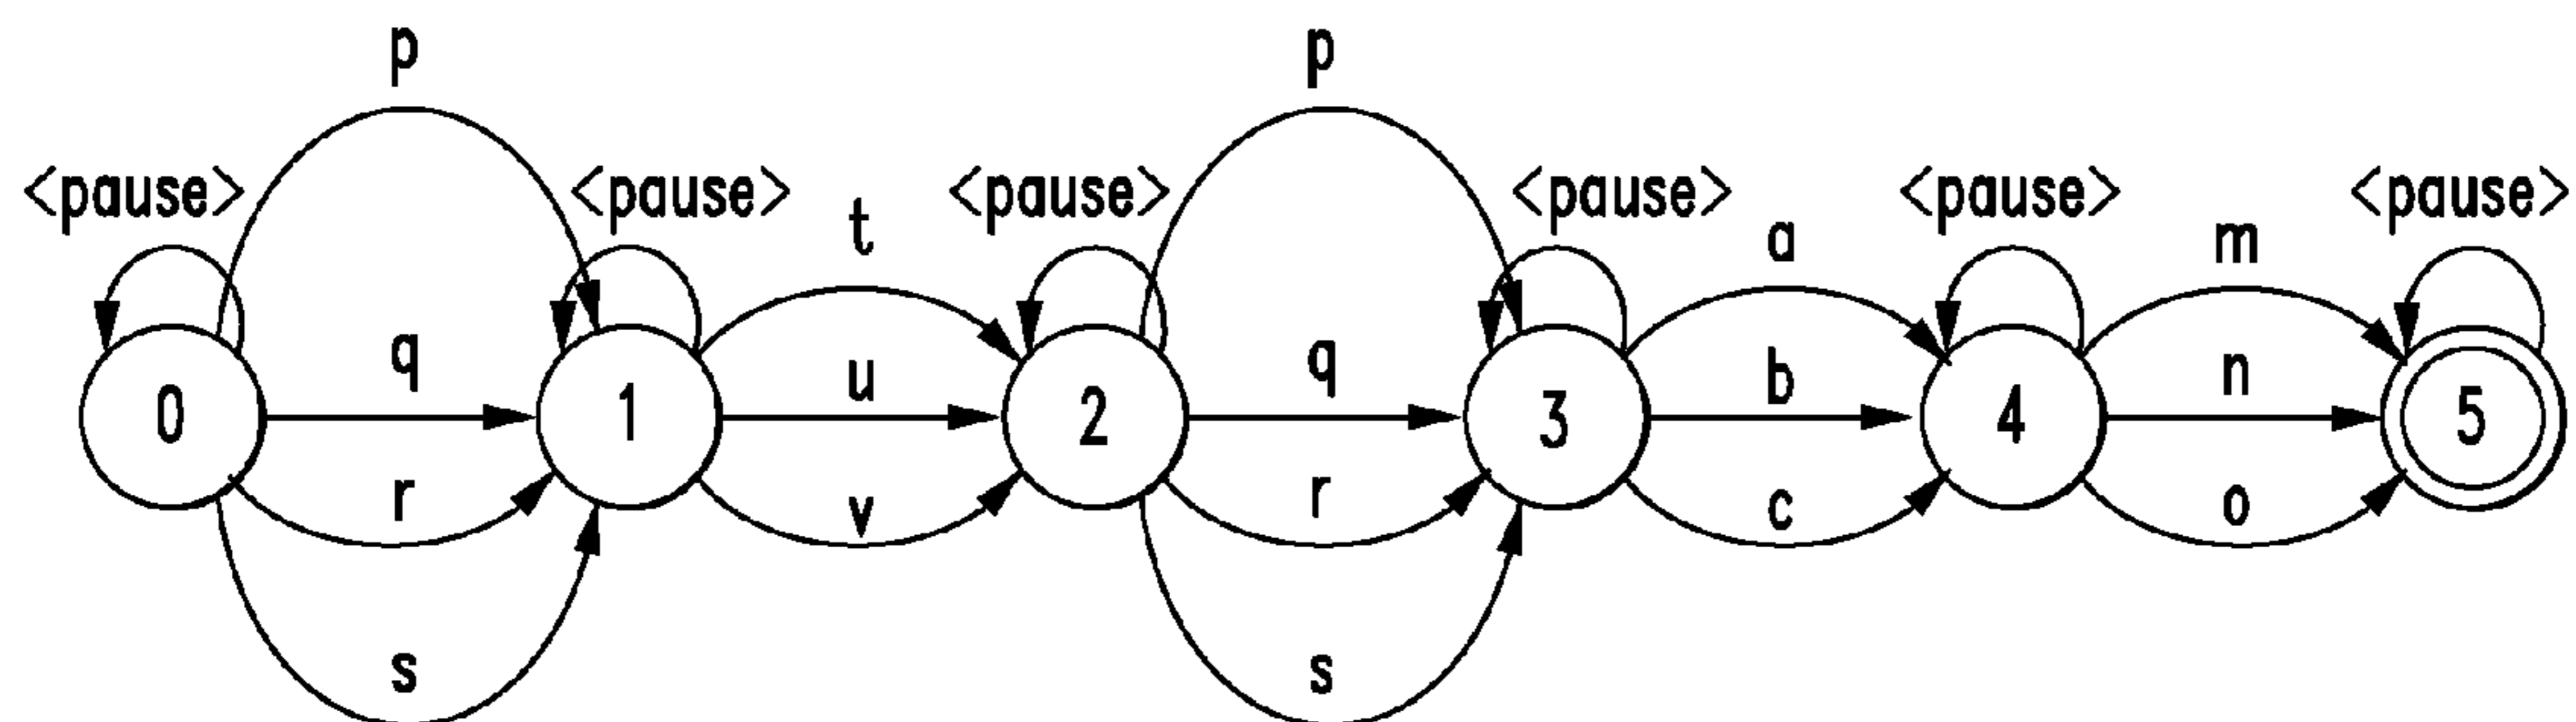 p p
<pause> <pause> t <pause> <pause> a <pause> m <pause>
q u q b n
0 1 2 3 4 5
r v r c o
s s